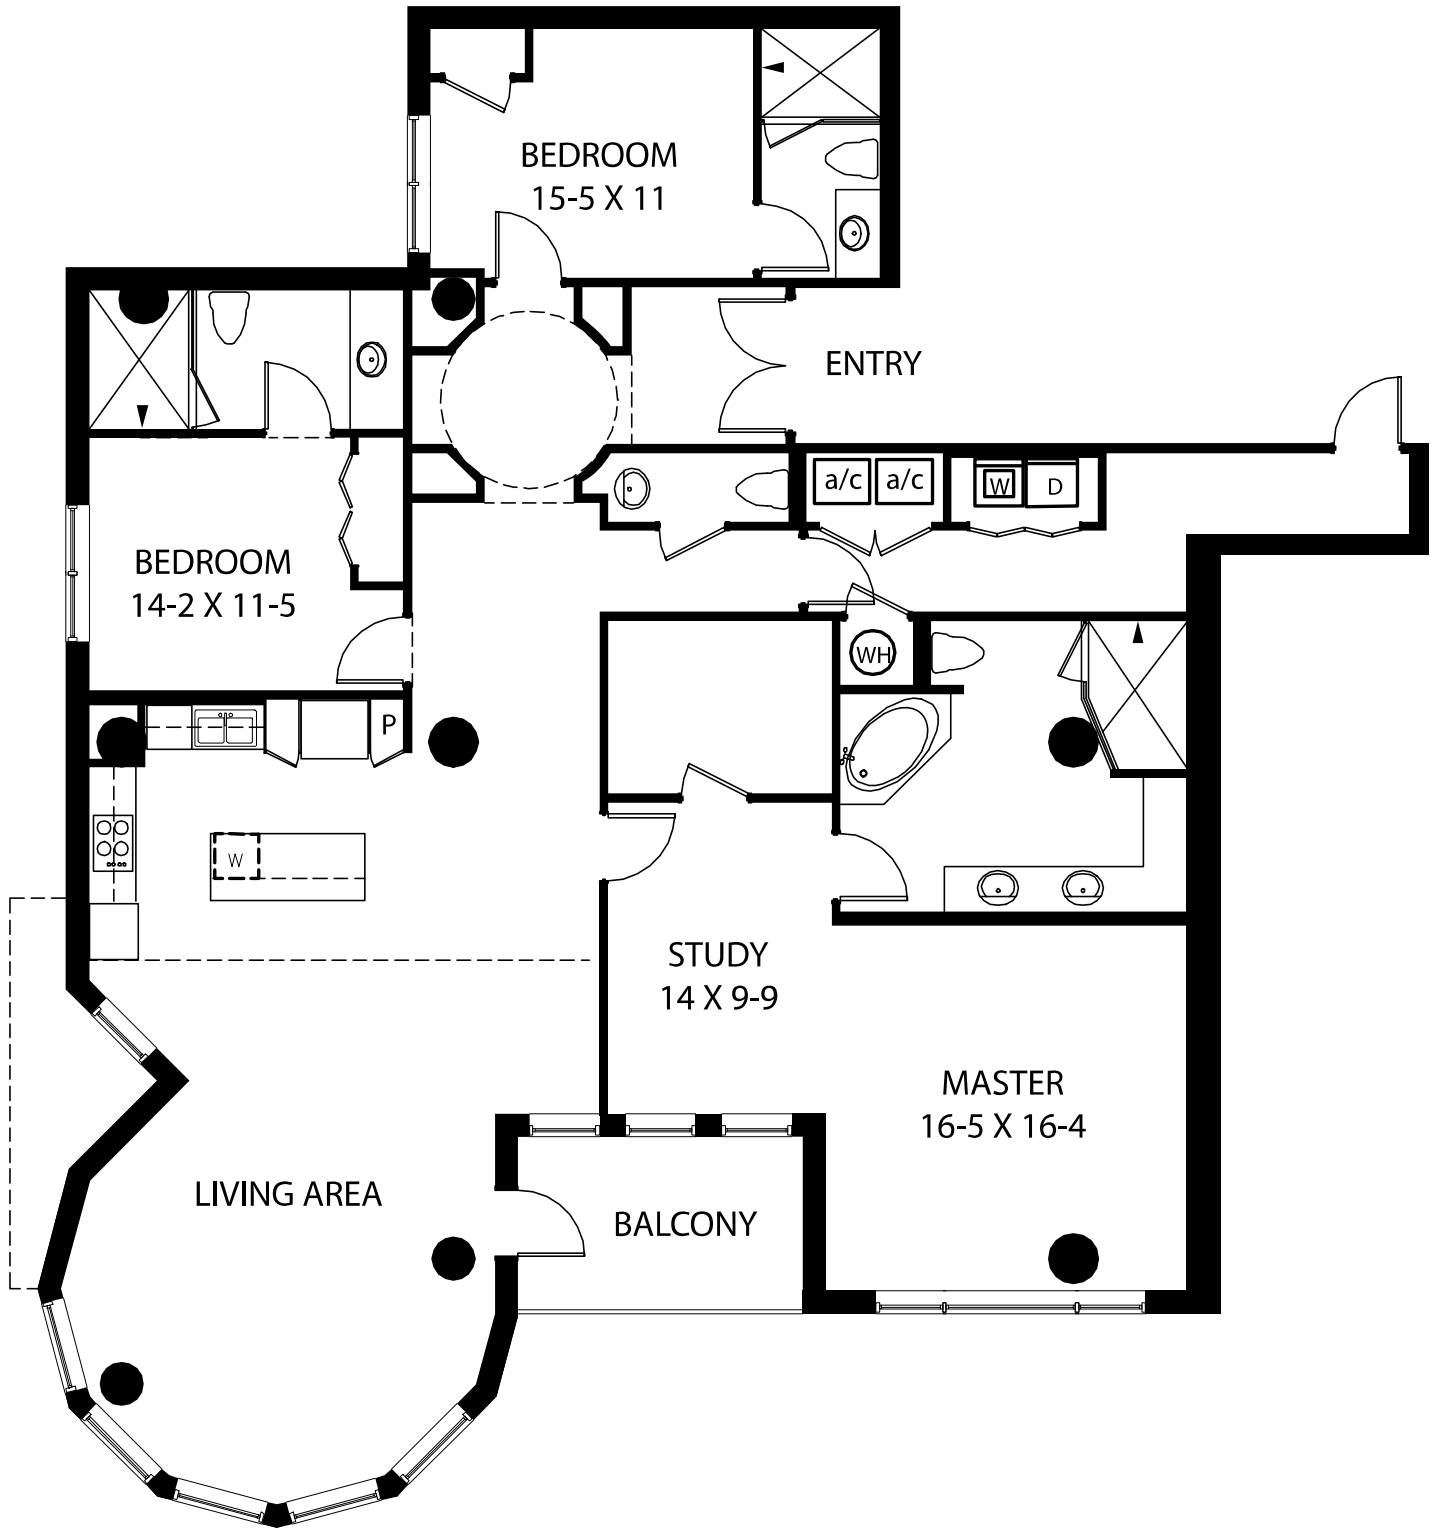 BEDROOM
15-5 X 11
ENTRY
a/c
a/c
W
D
BEDROOM
14-2 X 11-5
WH
P
W
STUDY
14 X 9-9
MASTER
16-5 X 16-4
LIVING AREA
BALCONY